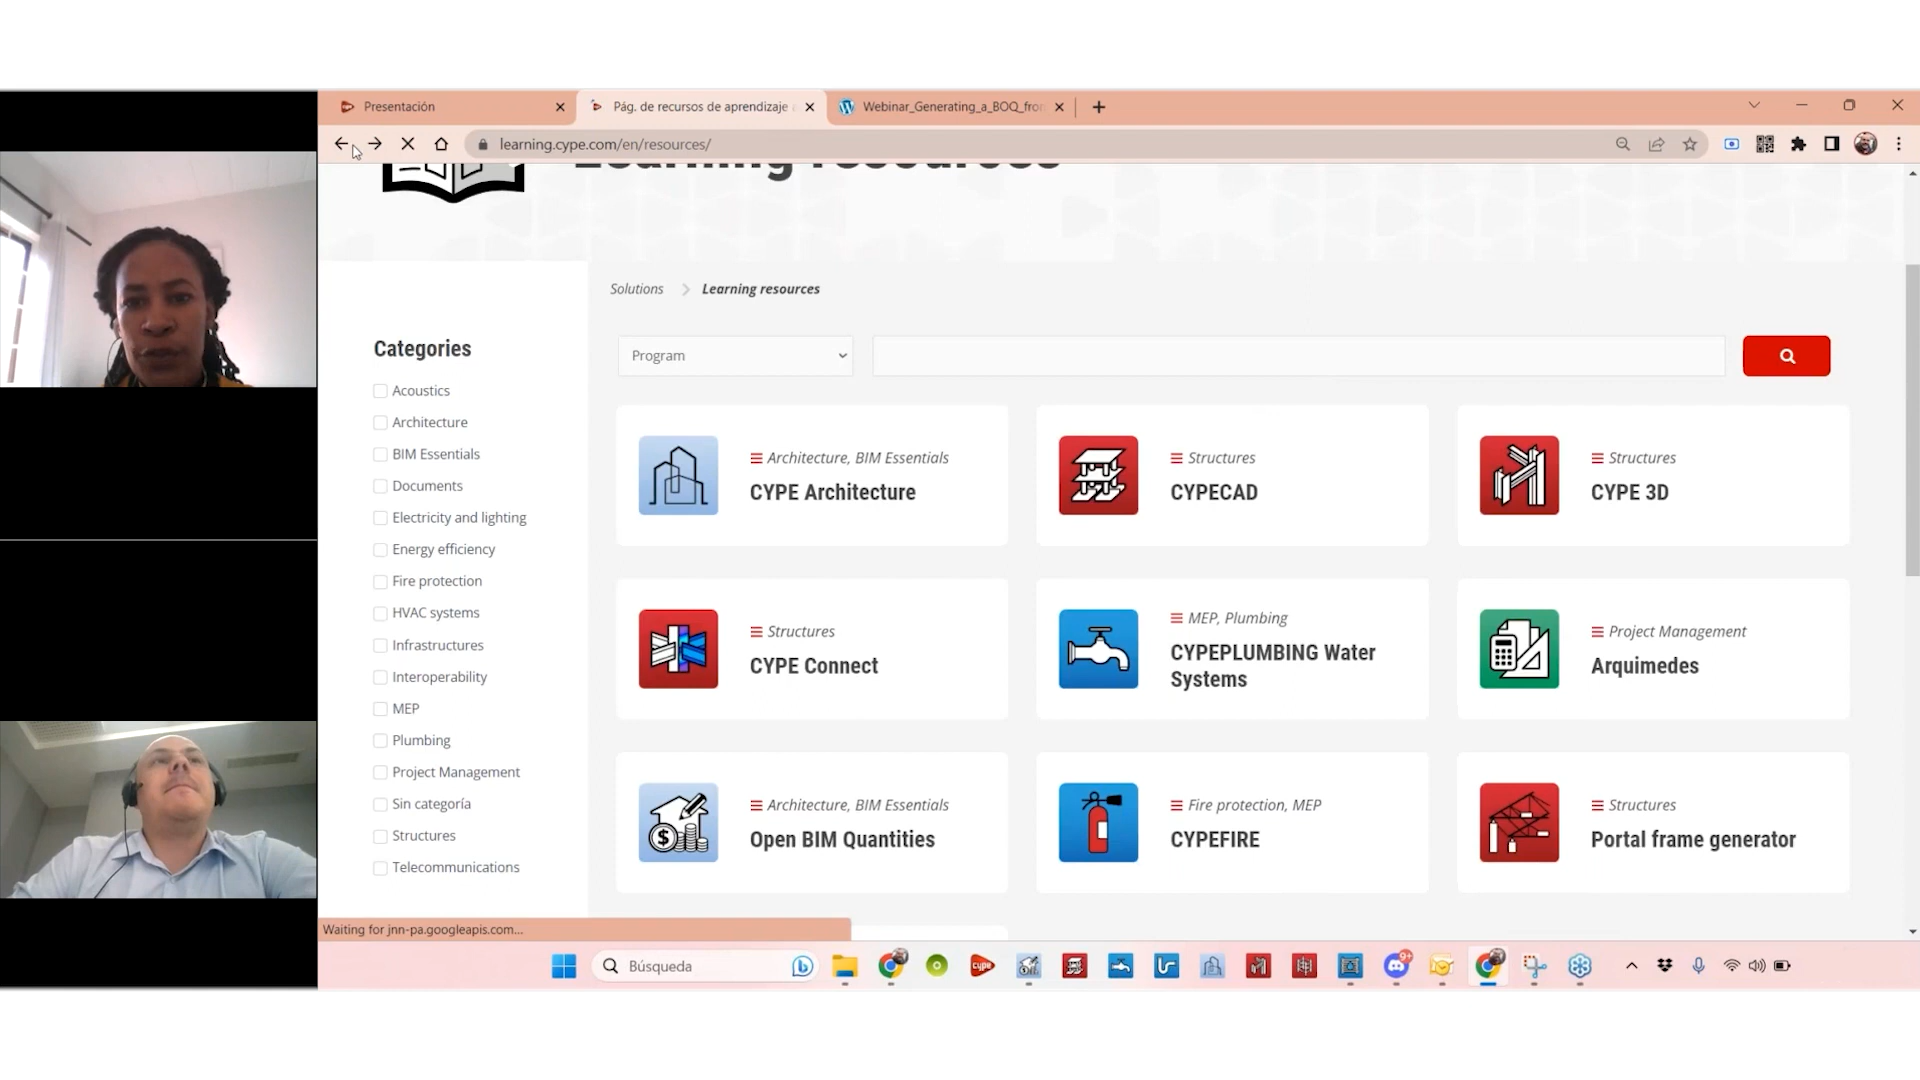 Presentación
Pág. de recursos de aprendizaje
Webinar_Generating_a_BOQ_fro
learning.cype.com/en/resources/
Learning resources
Solutions
Learning resources
Categories
Acoustics
Architecture
BIM Essentials
Documents
Electricity and lighting
Energy efficiency
Fire protection
HVAC systems
Infrastructures
Interoperability
MEP
Plumbing
Project Management
Sin categoría
Structures
Telecommunications
Program
Architecture, BIM Essentials
CYPE Architecture
Structures
CYPECAD
Structures
CYPE 3D
Structures
CYPE Connect
MEP, Plumbing
CYPEPLUMBING Water
Systems
Project Management
Arquimedes
Architecture, BIM Essentials
Open BIM Quantities
Fire protection, MEP
CYPEFIRE
Structures
Portal frame generator
Waiting for jnn-pa.googleapis.com...
Búsqueda
cype
9+